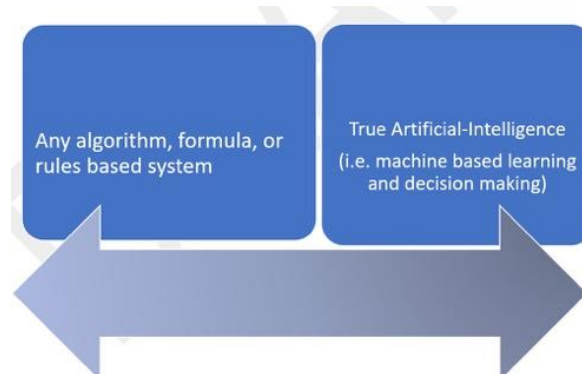 Any algorithm, formula, or
rules based system
True Artificial-Intelligence
(i.e. machine based learning
and decision making)